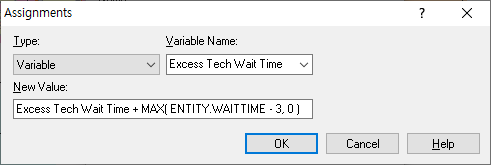 Assignments
?
Type:
Variable Name:
Variable
Excess Tech Wait Time
New Value:
Excess Tech Wait Time + MAX( ENTITY.WAITTIME - 3, 0 )
OK
Cancel
Help